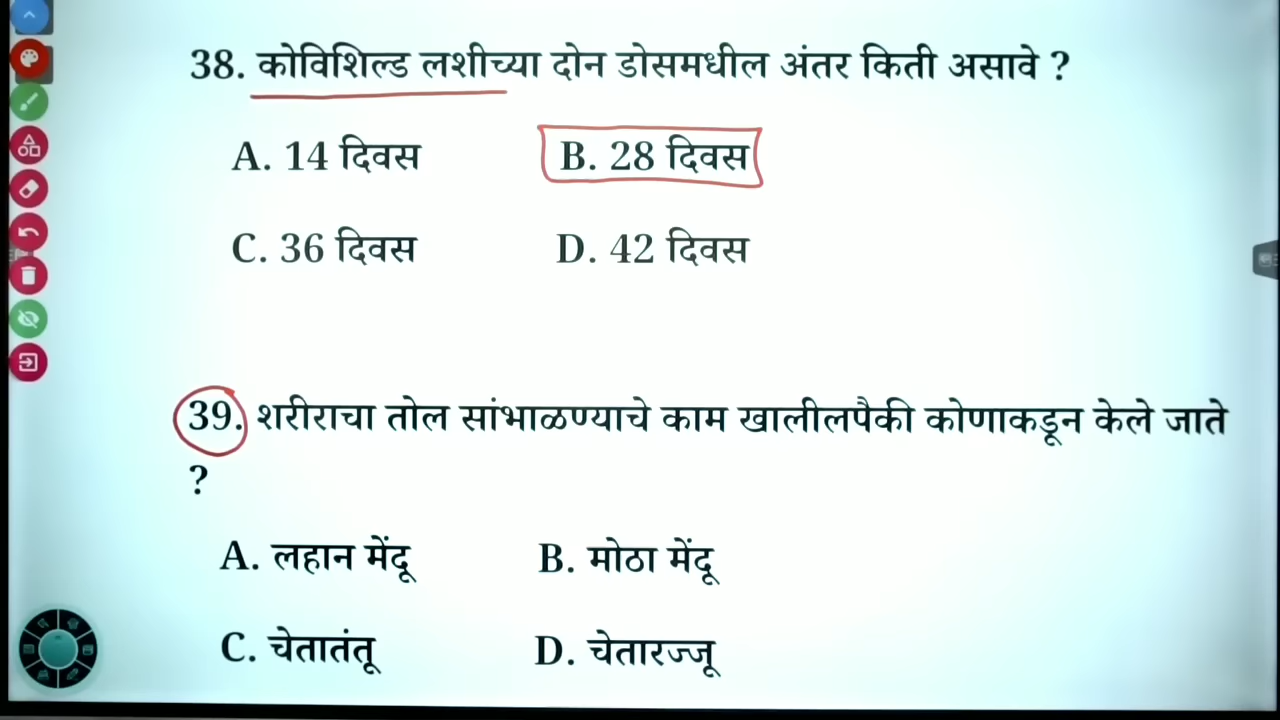 38. कोविशिल्ड लशीच्या दोन डोसमधील अंतर किती असावे ?
A. 14 दिवस B. 28 दिवस
C. 36 दिवस D. 42 दिवस
39. शरीराचा तोल सांभाळण्याचे काम खालीलपैकी कोणाकडून केले जाते
?
A. लहान मेंदू B. मोठा मेंदू
C. चेतातंतू D. चेतारज्जू